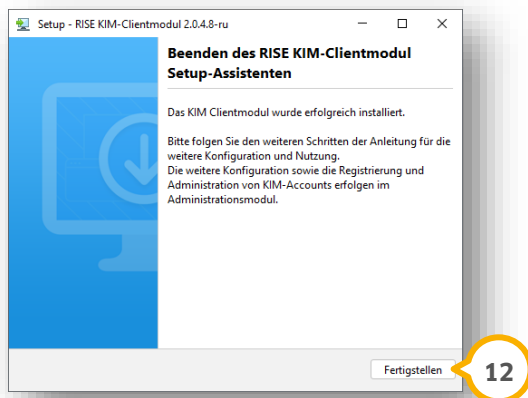 Setup - RISE KIM-Clientmodul 2.0.4.8-ru
Beenden des RISE KIM-Clientmodul
Setup-Assistenten
Das KIM Clientmodul wurde erfolgreich installiert.
Bitte folgen Sie den weiteren Schritten der Anleitung für die
weitere Konfiguration und Nutzung.
Die weitere Konfiguration sowie die Registrierung und
Administration von KIM-Accounts erfolgen im
Administrationsmodul.
Fertigstellen
12